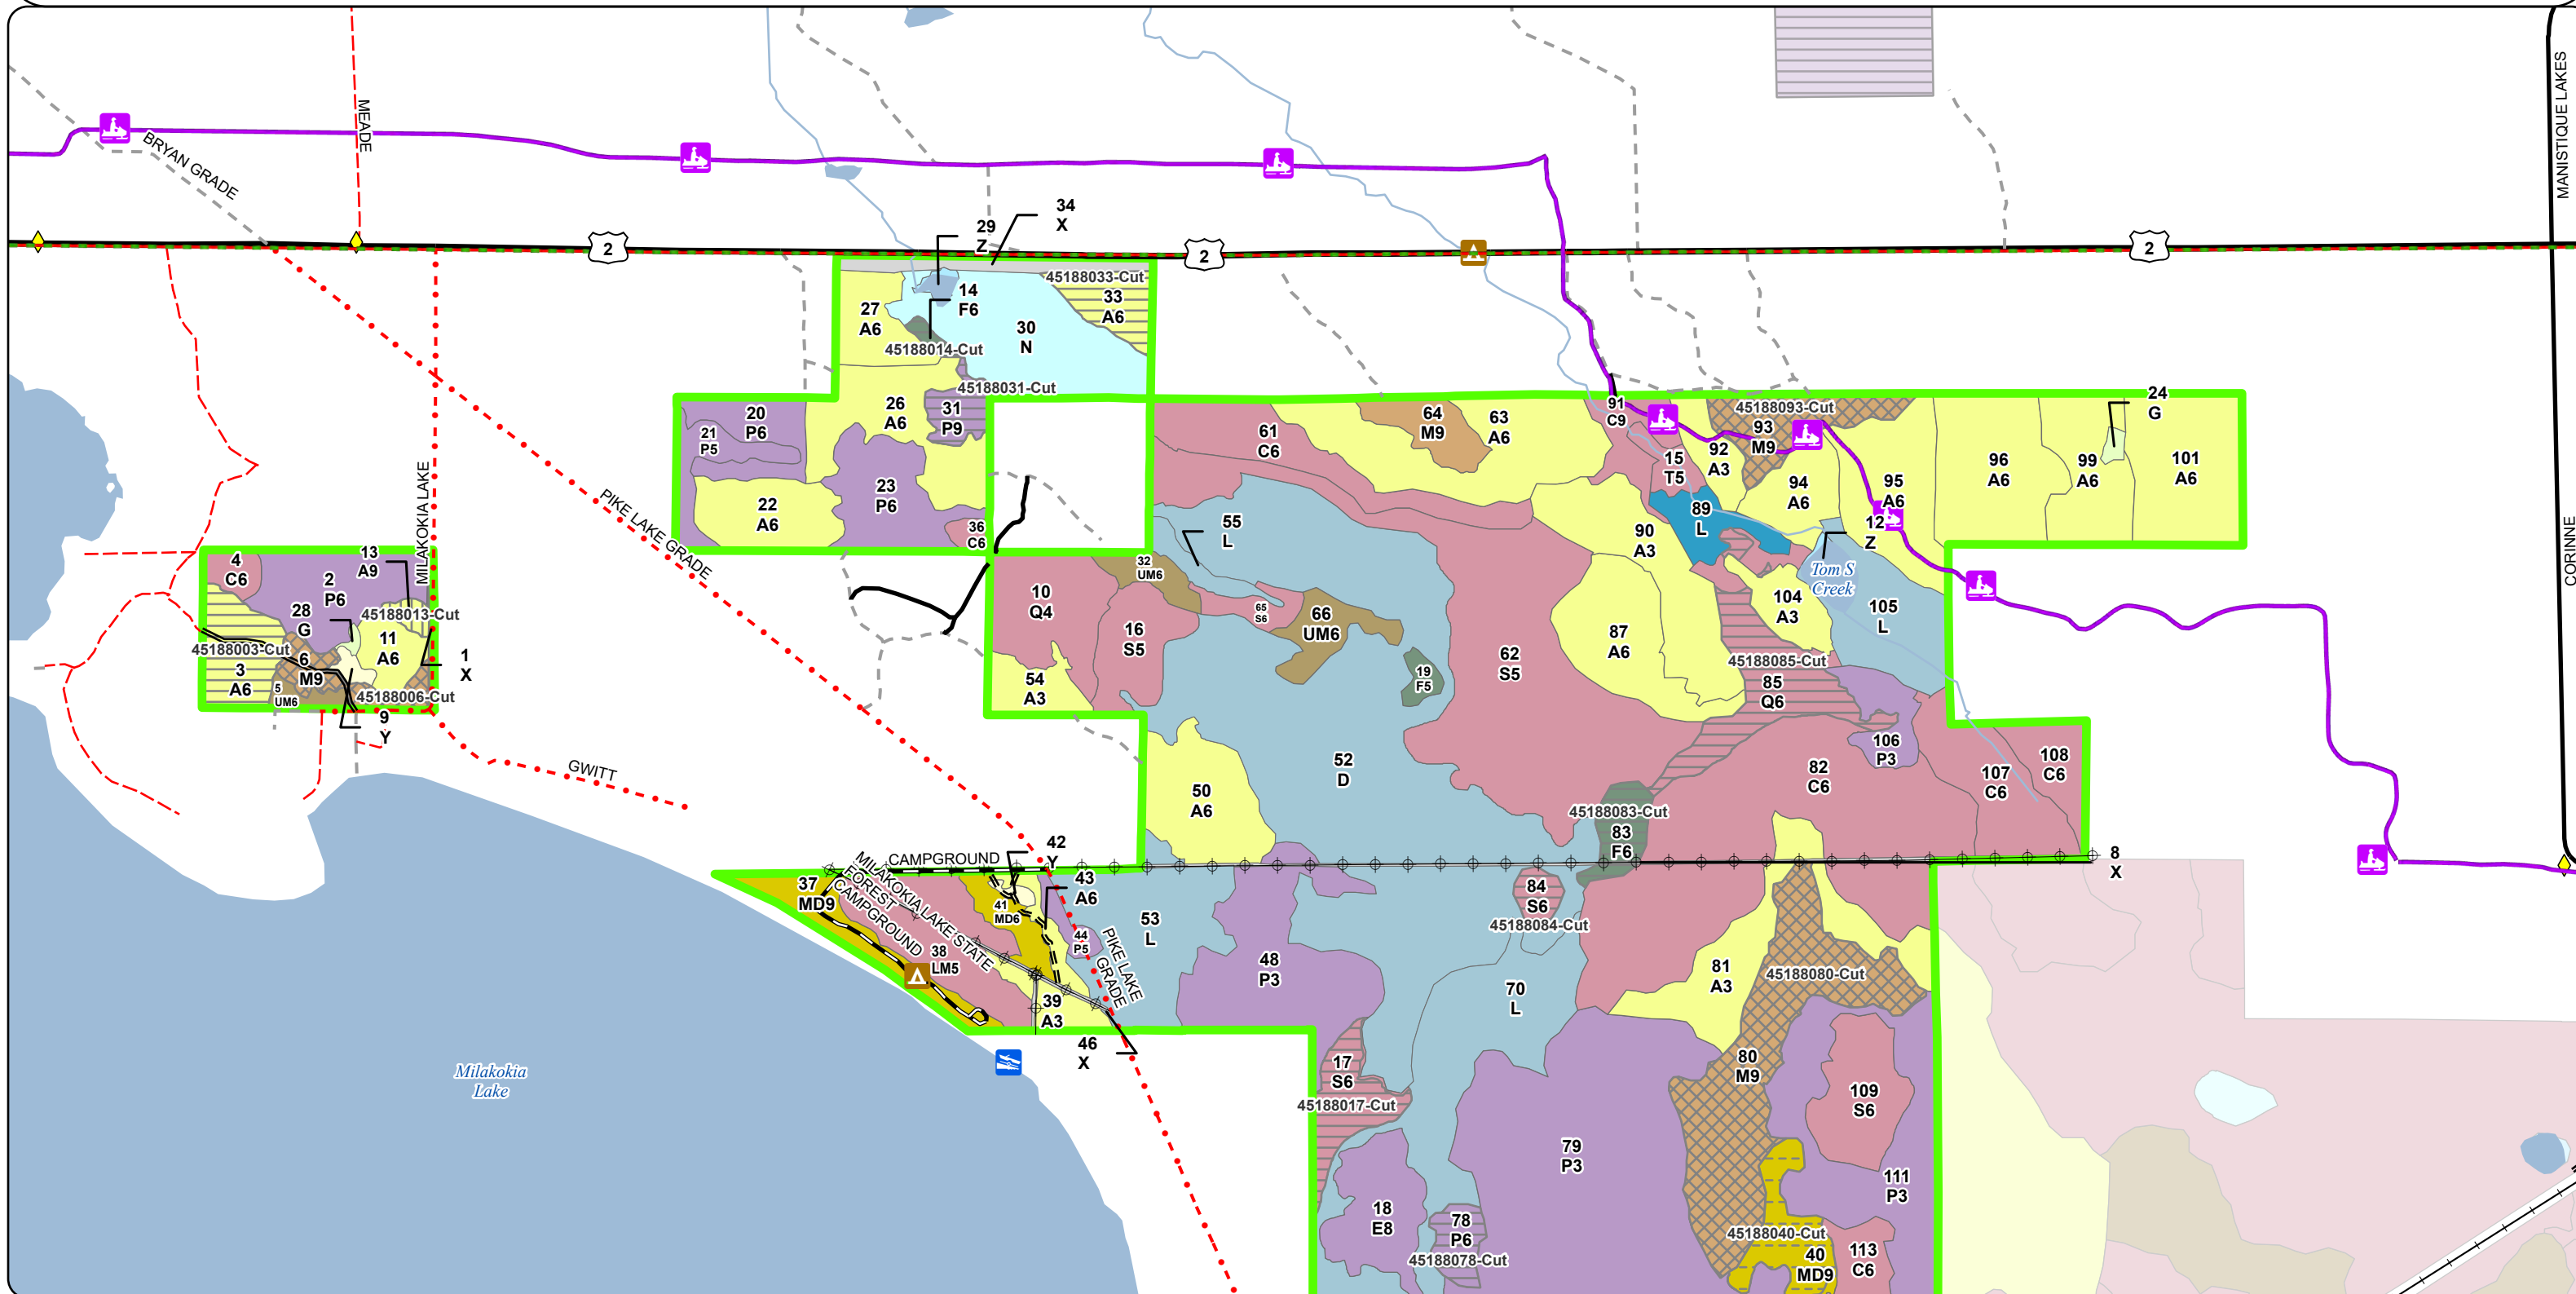 MANISTIQUE LAKES
MEADE
BRYAN GRADE
34
X
29
Z
2
2
2
45188033-Cut
14
F6
33
A6
27
A6
30
N
45188014-Cut
45188031-Cut
24
G
20
P6
26
A6
31
P9
91
C9
45188093-Cut
64
M9
63
A6
61
C6
93
M9
21
P5
92
A3
15
T5
96
A6
99
A6
101
A6
23
P6
22
A6
94
A6
95
A6
MILAKOKIA LAKE
PIKE LAKE GRADE
36
C6
55
L
89
L
90
A3
12
Z
CORINNE
4
C6
13
A9
2
P6
32
UM6
Tom S
Creek
10
Q4
104
A3
105
L
28
G
45188013-Cut
65
S6
66
UM6
16
S5
11
A6
87
A6
45188003-Cut
6
M9
3
A6
1
X
62
S5
45188085-Cut
19
F5
54
A3
5
UM6
45188006-Cut
85
Q6
9
Y
GWITT
52
D
106
P3
108
C6
82
C6
107
C6
50
A6
45188083-Cut
83
F6
42
Y
8
X
CAMPGROUND
MILAKOKIA LAKE STATE
FOREST
CAMPGROUND
37
MD9
43
A6
84
S6
41
MD6
53
L
45188084-Cut
44
P5
38
LM5
PIKE LAKE
GRADE
48
P3
81
A3
45188080-Cut
39
A3
70
L
46
X
17
S6
80
M9
Milakokia
Lake
109
S6
45188017-Cut
79
P3
111
P3
18
E8
78
P6
45188040-Cut
45188078-Cut
40
MD9
113
C6